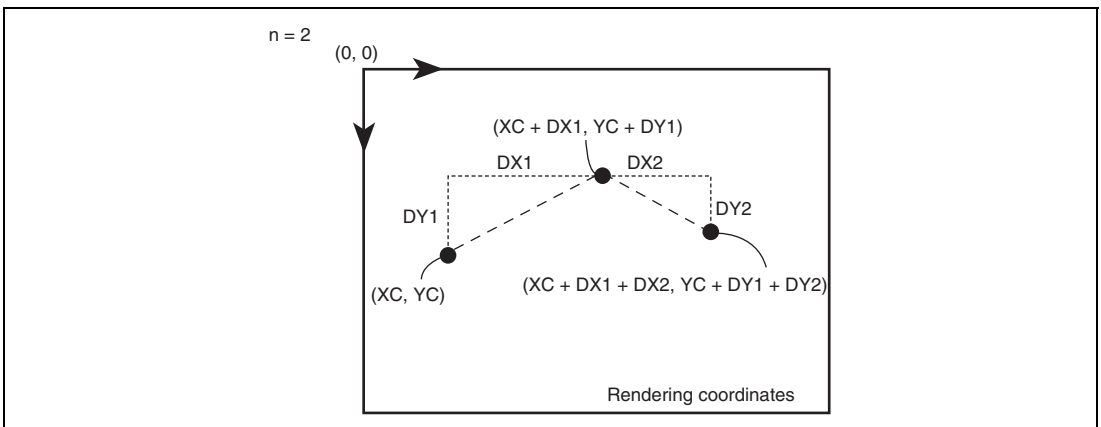 n = 2
(0, 0)
(XC + DX1, YC + DY1)
DX1
DX2
DY1
DY2
(XC, YC)
(XC + DX1 + DX2, YC + DY1 + DY2)
Rendering coordinates